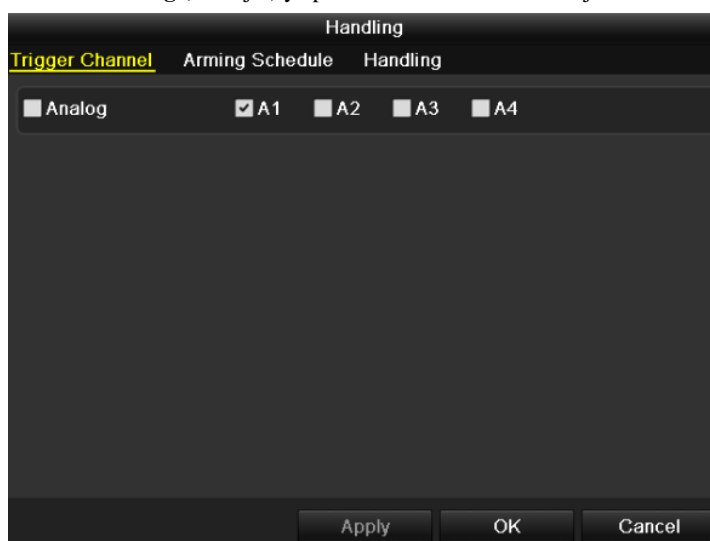 Handling
Trigger Channel Arming Schedule Handling
Analog A1 A2 A3 A4
Apply OK Cancel